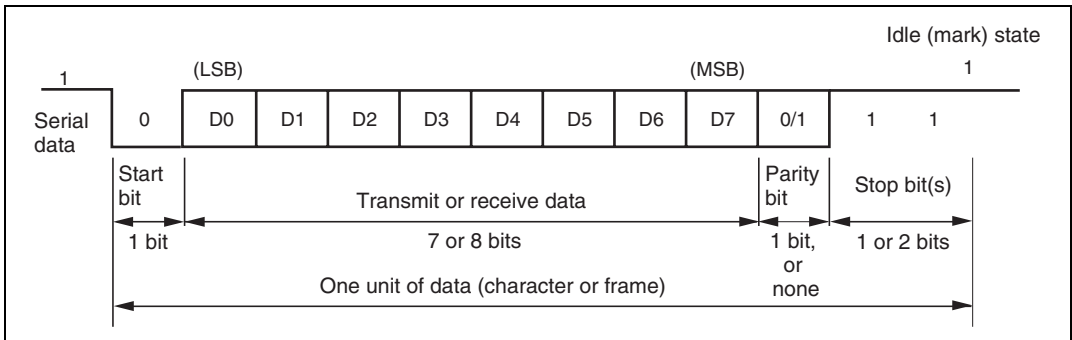 Idle (mark) state
1 (LSB) (MSB) 1
Serial data 0 D0 D1 D2 D3 D4 D5 D6 D7 0/1 1 1
Start bit
Parity bit
Transmit or receive data
Stop bit(s)
1 bit
7 or 8 bits
1 bit, or none
1 or 2 bits
One unit of data (character or frame)